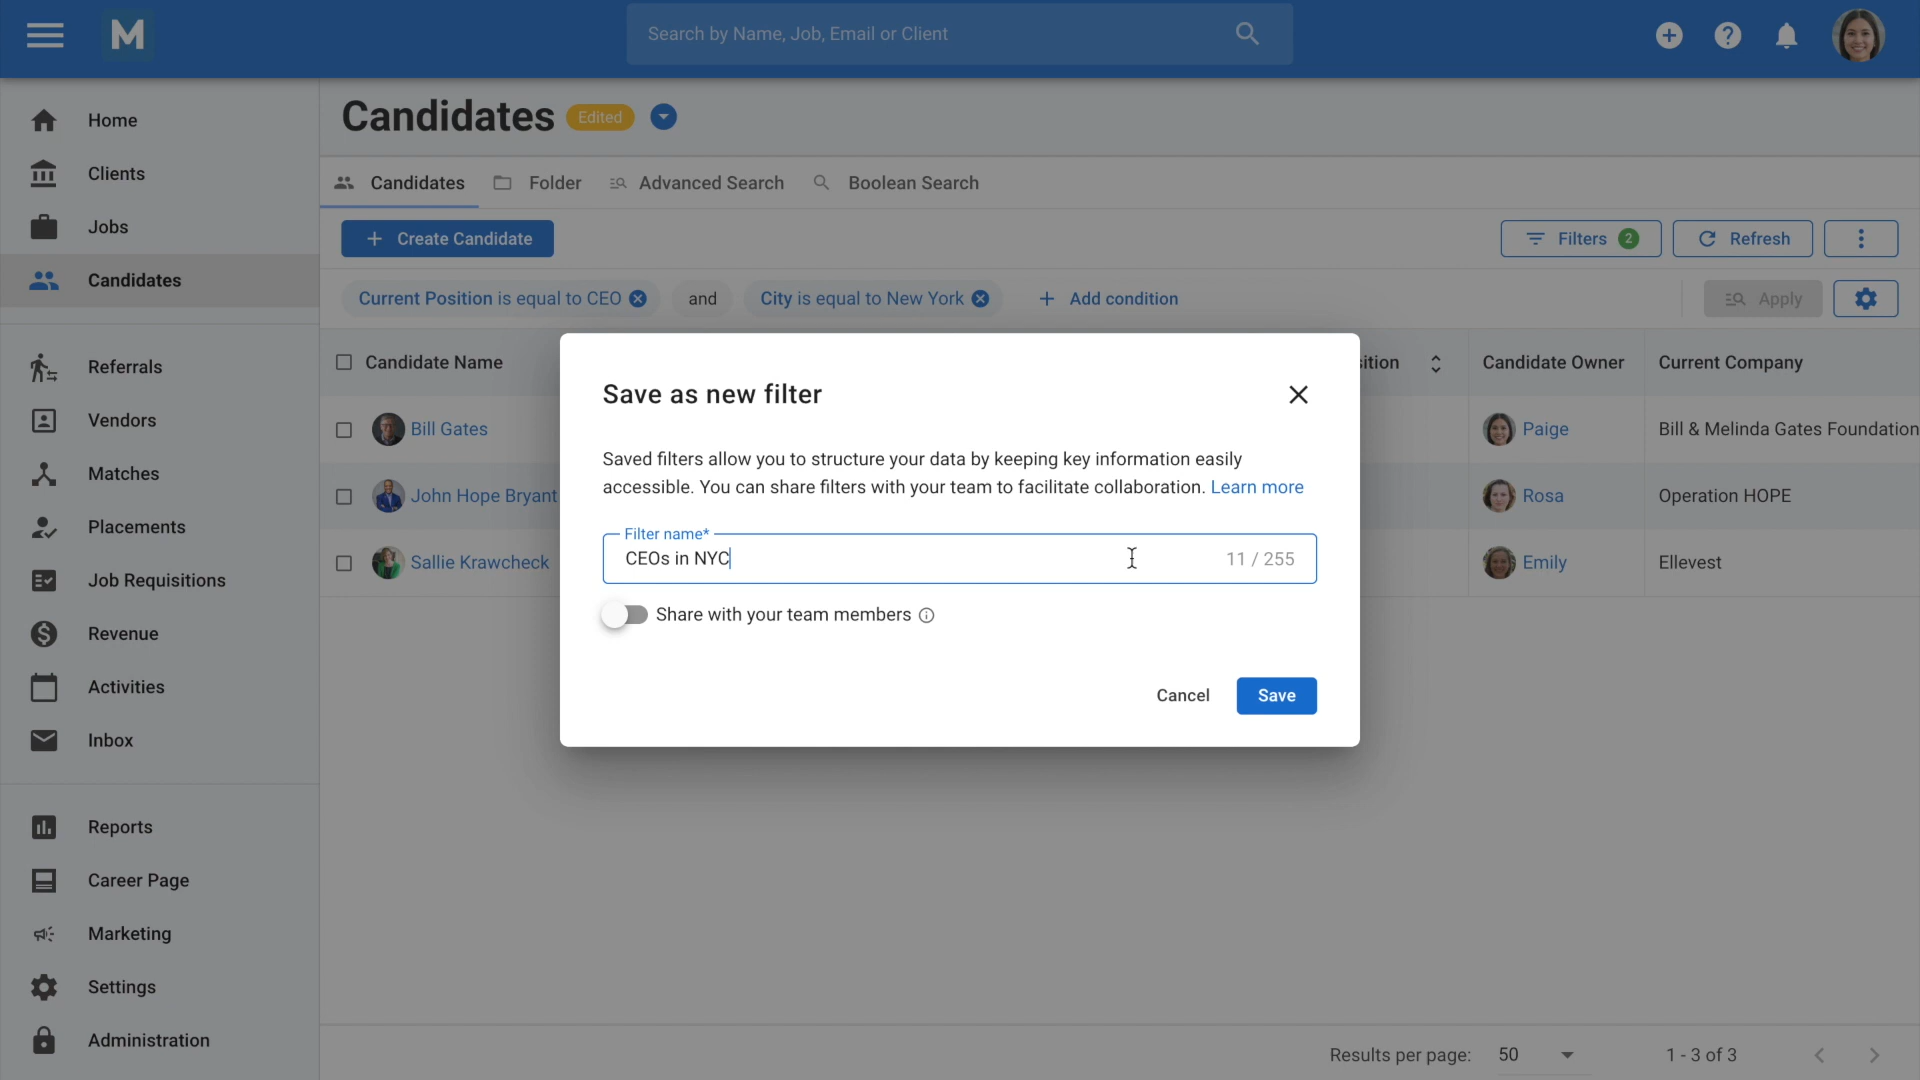 M
Search by Name, Job, Email or Client
Home
Clients
Jobs
Candidates
Referrals
Vendors
Matches
Placements
Job Requisitions
Revenue
Activities
Inbox
Reports
Career Page
Marketing
Settings
Administration
Candidates Edited
Candidates Folder Advanced Search Boolean Search
+ Create Candidate Filters 2 Refresh
Current Position is equal to CEO and City is equal to New York + Add condition Apply
Candidate Name ition Candidate Owner Current Company
Bill Gates Paige Bill & Melinda Gates Foundation
John Hope Bryant Rosa Operation HOPE
Sallie Krawcheck Emily Ellevest
Save as new filter
Saved filters allow you to structure your data by keeping key information easily
accessible. You can share filters with your team to facilitate collaboration. Learn more
Filter name*
CEOs in NYC 11 / 255
Share with your team members
Cancel Save
Results per page: 50 1 - 3 of 3